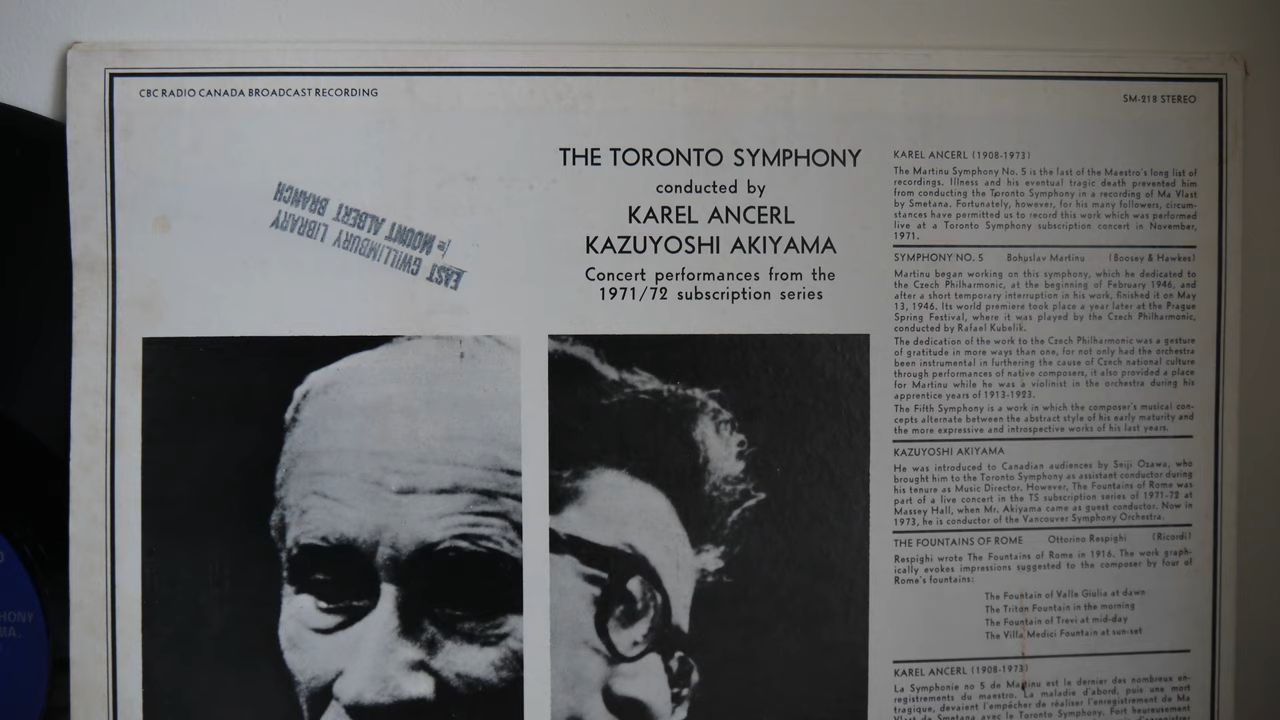 CBC RADIO CANADA BROADCAST RECORDING
SM-218 STEREO
EAST GWILLIMBURY LIBRARY
MOUNT ALBERT BRANCH
THE TORONTO SYMPHONY
conducted by
KAREL ANCERL
KAZUYOSHI AKIYAMA
Concert performances from the
1971/72 subscription series
KAREL ANCERL (1908-1973)
The Martinu Symphony No. 5 is the last of the Maestro's long list of
recordings. Illness and his eventual tragic death prevented him
from conducting the Toronto Symphony in a recording of Ma Vlast
by Smetana. Fortunately, however, for his many followers, circum-
stances have permitted us to record this work which was performed
live at a Toronto Symphony subscription concert in November,
1971.
SYMPHONY NO. 5 Bohuslav Martinu (Boosey & Hawkes)
Martinu began working on this symphony, which he dedicated to
the Czech Philharmonic, at the beginning of February 1946, and
after a short temporary interruption in his work, finished it on May
13, 1946. Its world premiere took place a year later at the Prague
Spring Festival, where it was played by the Czech Philharmonic,
conducted by Rafael Kubelik.
The dedication of the work to the Czech Philharmonic was a gesture
of gratitude in more ways than one, for not only had the orchestra
been instrumental in furthering the cause of Czech national culture
through performances of native composers, it also provided a place
for Martinu while he was a violinist in the orchestra during his
apprentice years of 1913-1923.
The Fifth Symphony is a work in which the composer's musical con-
cepts alternate between the abstract style of his early maturity and
the more expressive and introspective works of his last years.
KAZUYOSHI AKIYAMA
He was introduced to Canadian audiences by Seiji Ozawa, who
brought him to the Toronto Symphony as assistant conductor during
his tenure as Music Director. However, The Fountains of Rome was
part of a live concert in the TS subscription series of 1971-72 at
Massey Hall, when Mr. Akiyama came as guest conductor. Now in
1973, he is conductor of the Vancouver Symphony Orchestra.
THE FOUNTAINS OF ROME Ottorino Respighi (Ricordi)
Respighi wrote The Fountains of Rome in 1916. The work graph-
ically evokes impressions suggested to the composer by four of
Rome's fountains:
The Fountain of Valle Giulia at dawn
The Triton Fountain in the morning
The Fountain of Trevi at mid-day
The Villa Medici Fountain at sun-set
KAREL ANCERL (1908-1973)
La Symphonie no 5 de Martinu est le dernier des nombreux en-
registrements du maestro. La maladie d'abord, puis une mort
tragique, devaient l'empêcher de réaliser l'enregistrement de Ma
Vlast de Smetana avec le Toronto Symphony. Fort heureusement